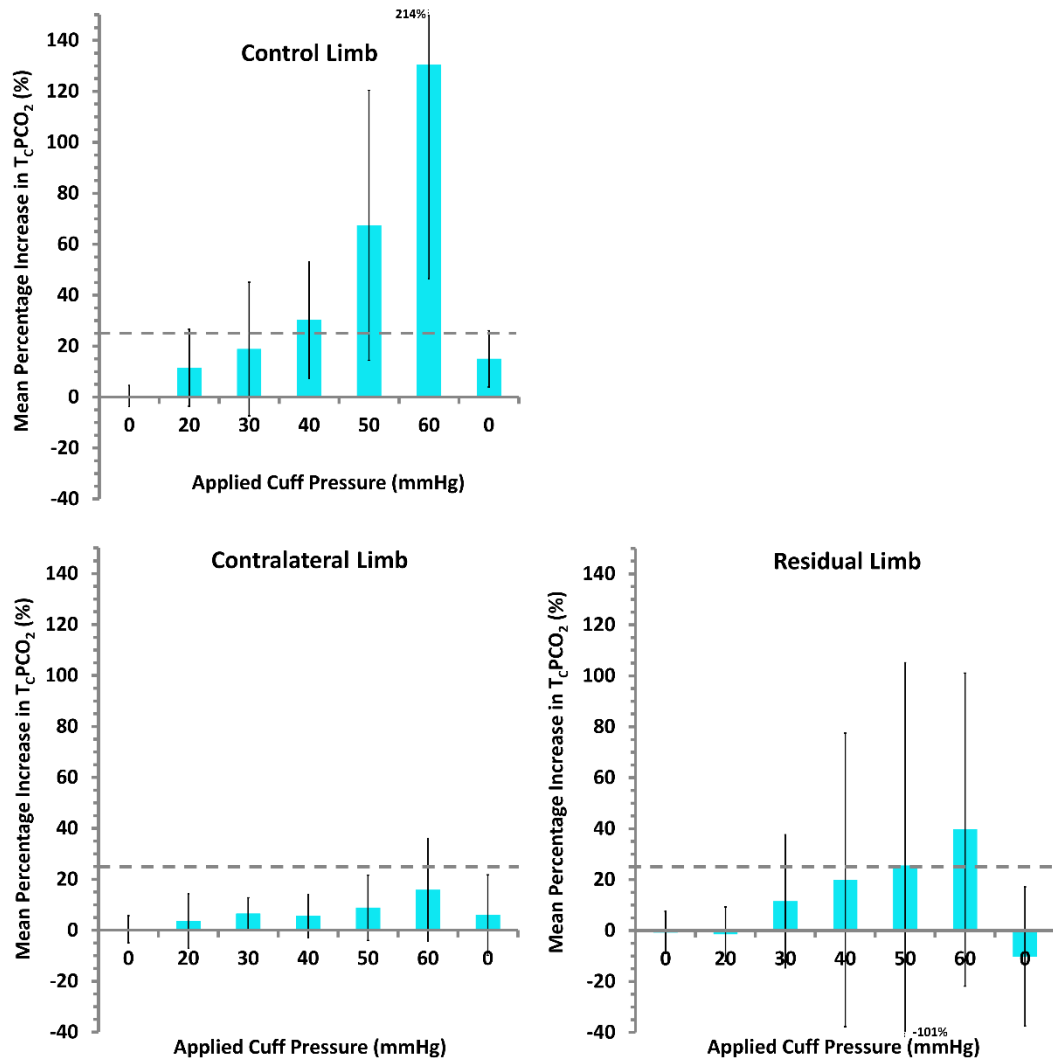 Control Limb
214%
Mean Percentage Increase in TCPCO2 (%)
140
120
100
80
60
40
20
0
-20
-40
0 20 30 40 50 60 0
Applied Cuff Pressure (mmHg)
Contralateral Limb
Mean Percentage Increase in TCPCO2 (%)
140
120
100
80
60
40
20
0
-20
-40
0 20 30 40 50 60 0
Applied Cuff Pressure (mmHg)
Residual Limb
Mean Percentage Increase in TCPCO2 (%)
140
120
100
80
60
40
20
0
-20
-40
0 20 30 40 50 60 0
-101%
Applied Cuff Pressure (mmHg)